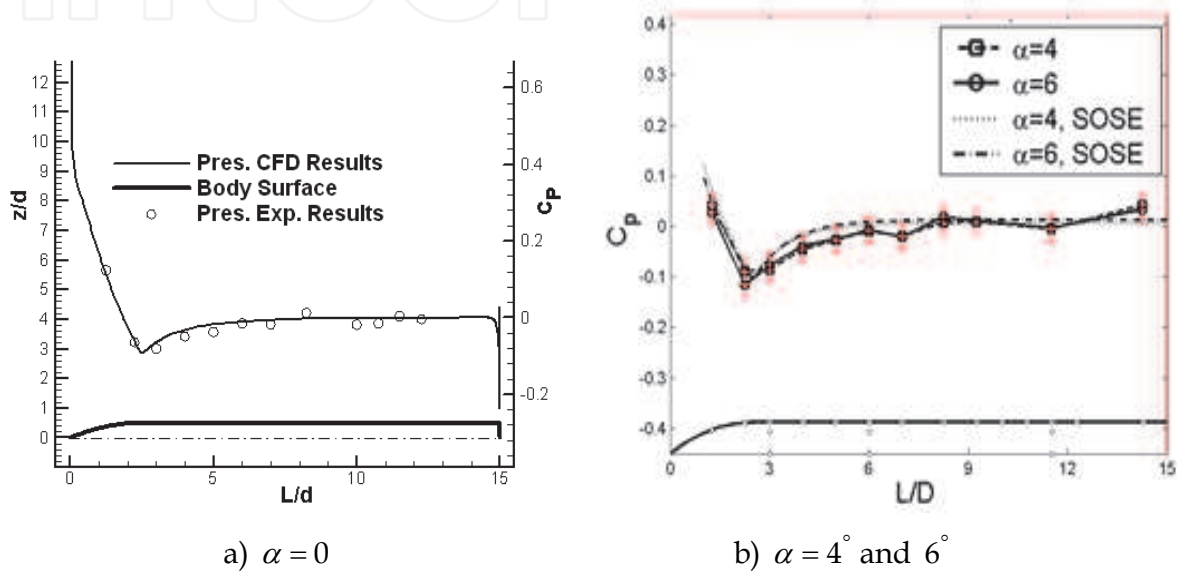 InTech
12
11
10
9
8
7
6
5
4
3
2
1
0
z/d
0.6
0.4
0.2
0
-0.2
CP
Pres. CFD Results
Body Surface
Pres. Exp. Results
0 5 10 15
L/d
a) α = 0
0.4
0.3
0.2
0.1
0
-0.1
-0.2
-0.3
-0.4
Cp
α=4
α=6
α=4, SOSE
α=6, SOSE
0 3 6 9 12 15
L/D
b) α = 4° and 6°